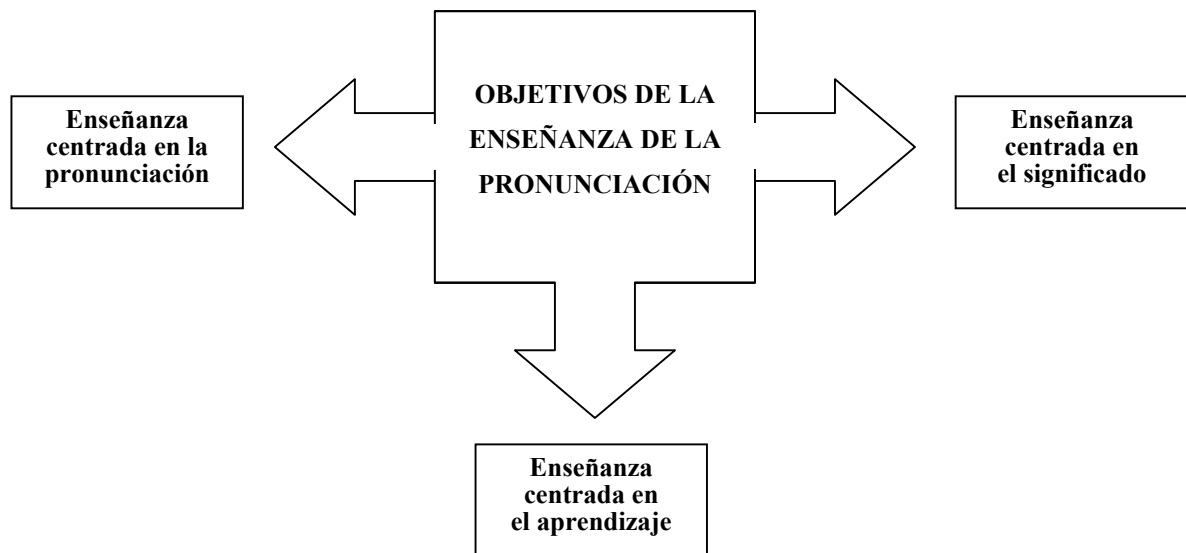 OBJETIVOS DE LA
ENSEÑANZA DE LA
PRONUNCIACIÓN
Enseñanza
centrada en la
pronunciación
Enseñanza
centrada en
el significado
Enseñanza
centrada en
el aprendizaje